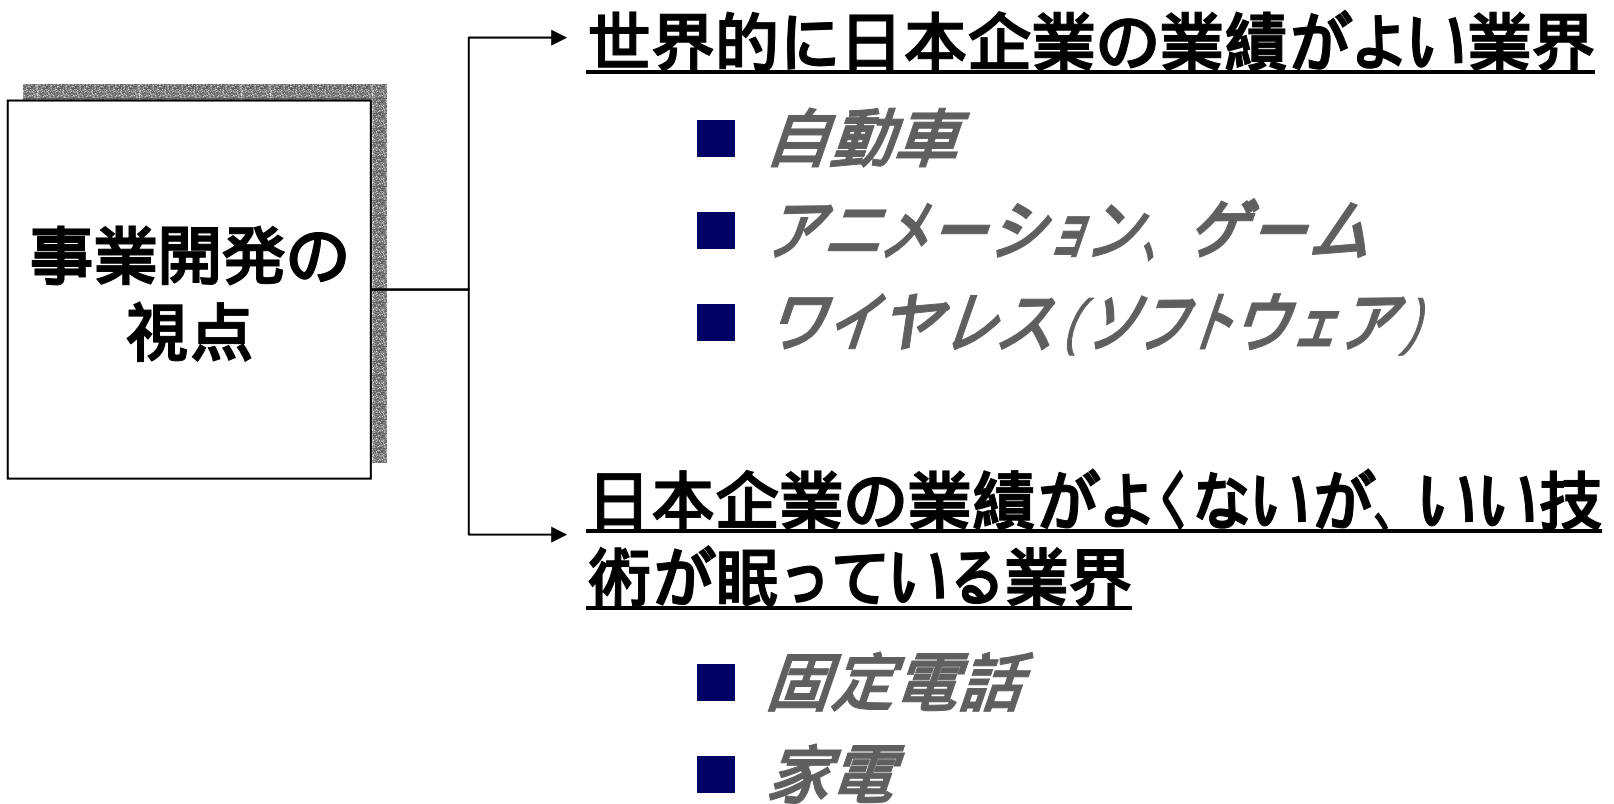 事業開発の
視点
世界的に日本企業の業績がよい業界
自動車
アニメーション、ゲーム
ワイヤレス(ソフトウェア)
日本企業の業績がよくないが、いい技
術が眠っている業界
固定電話
家電